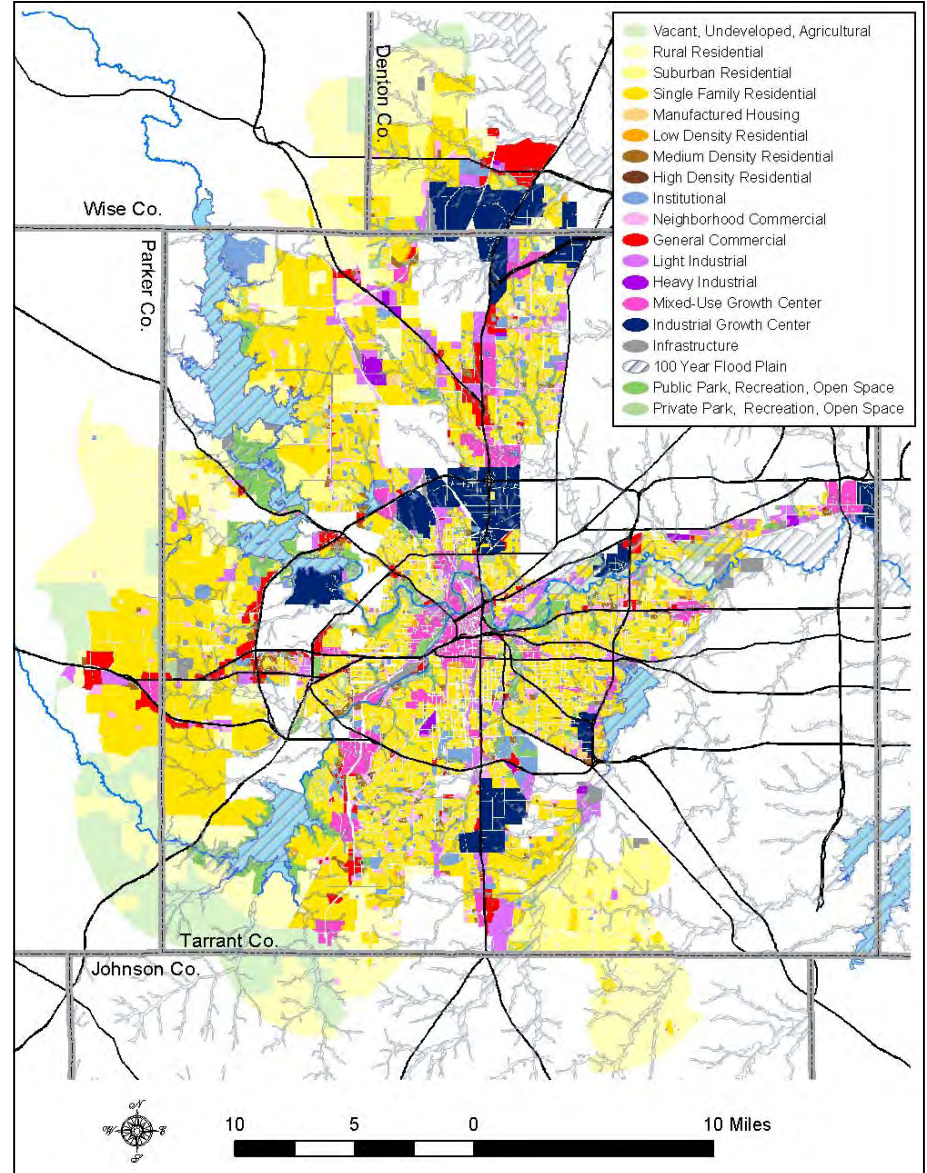 Vacant, Undeveloped, Agricultural
Rural Residential
Suburban Residential
Single Family Residential
Manufactured Housing
Low Density Residential
Medium Density Residential
High Density Residential
Institutional
Neighborhood Commercial
General Commercial
Light Industrial
Heavy Industrial
Mixed-Use Growth Center
Industrial Growth Center
Infrastructure
100 Year Flood Plain
Public Park, Recreation, Open Space
Private Park, Recreation, Open Space
Denton Co.
Wise Co.
Parker Co.
Tarrant Co.
Johnson Co.
N
W E
S
10 5 0 10 Miles